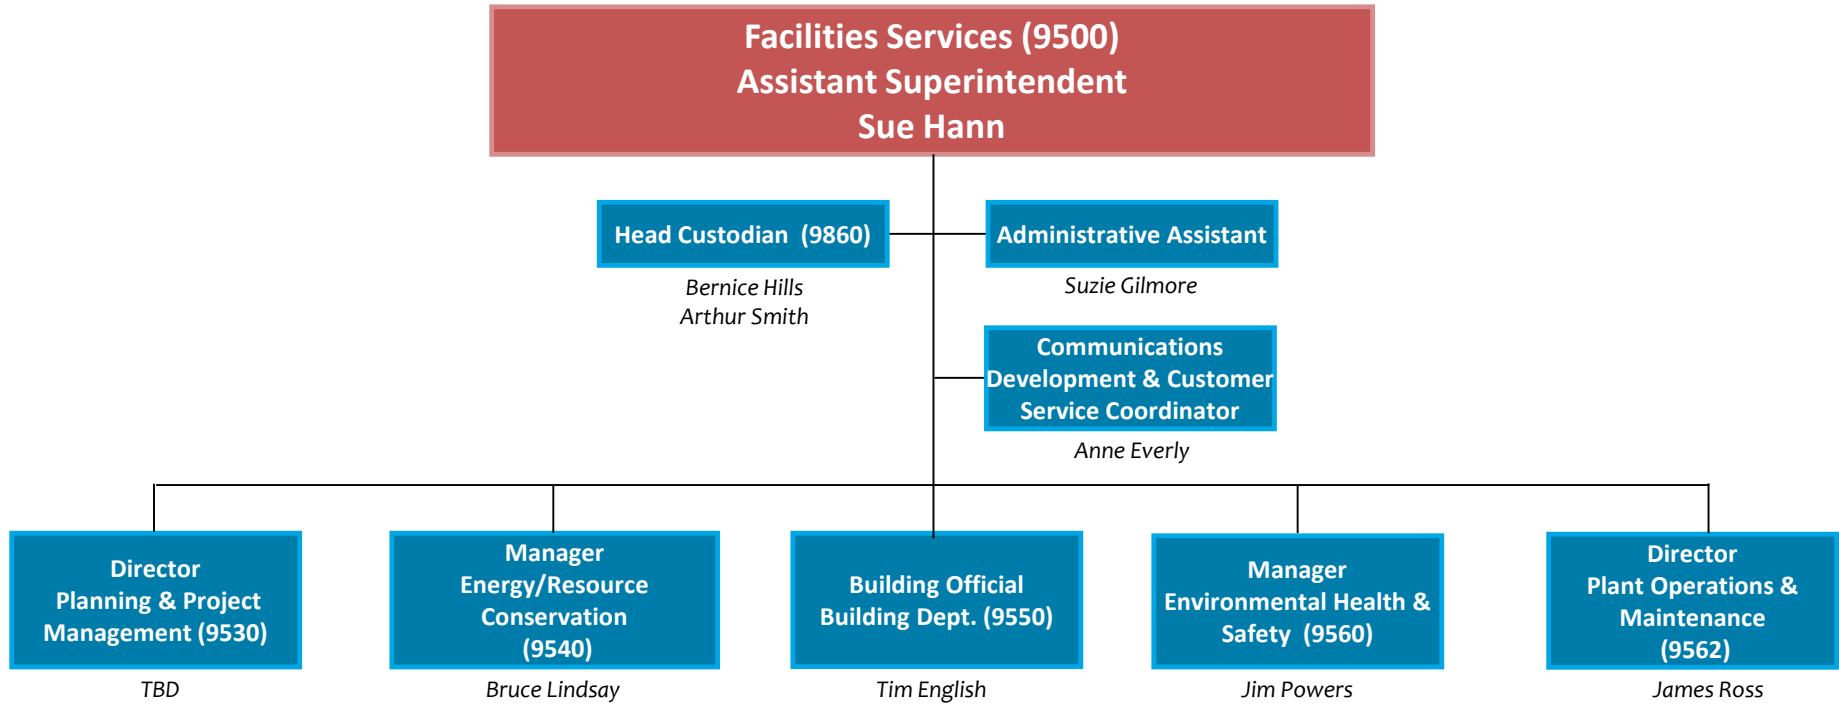 Facilities Services (9500)
Assistant Superintendent
Sue Hann
Head Custodian  (9860)
Bernice Hills
Arthur Smith
Administrative Assistant
Suzie Gilmore
Communications
Development & Customer
Service Coordinator
Anne Everly
Director
Planning & Project
Management (9530)
TBD
Manager
Energy/Resource
Conservation
(9540)
Bruce Lindsay
Building Official
Building Dept. (9550)
Tim English
Manager
Environmental Health &
Safety  (9560)
Jim Powers
Director
Plant Operations &
Maintenance
(9562)
James Ross